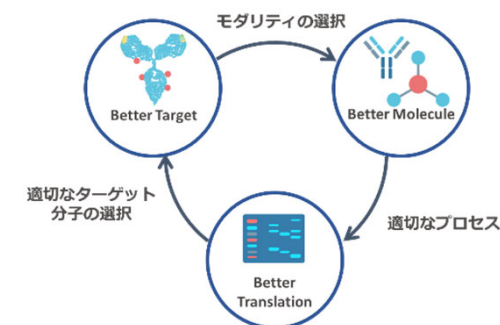 モダリティの選択
Better Target
Better Molecule
適切なターゲット
分子の選択
適切なプロセス
Better
Translation